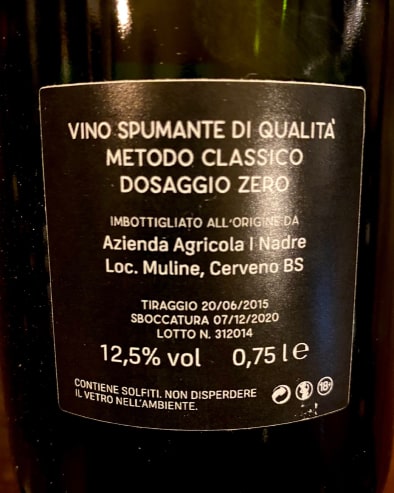 VINO SPUMANTE DI QUALITA'
METODO CLASSICO
DOSAGGIO ZERO
IMBOTTIGLIATO ALL'ORIGINE DA
Azienda Agricola I Nadre
Loc. Muline, Cerveno BS
TIRAGGIO 20/06/2015
SBOCCATURA 07/12/2020
LOTTO N. 312014
12,5% vol 0,75 l e
CONTIENE SOLFITI. NON DISPERDERE
IL VETRO NELL'AMBIENTE.
18+